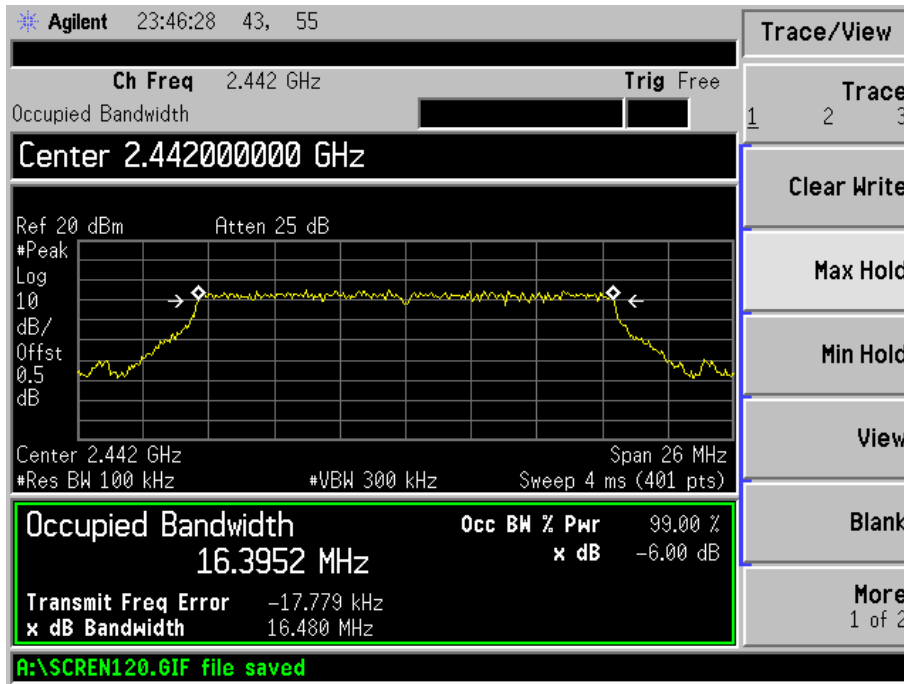 Agilent 23:46:28 43, 55
Trace/View
Ch Freq 2.442 GHz Trig Free
Occupied Bandwidth
Trace
1 2 3
Center 2.442000000 GHz
Clear Write
Ref 20 dBm Atten 25 dB
#Peak
Log
10
dB/
Offst
0.5
dB
Max Hold
Min Hold
Center 2.442 GHz Span 26 MHz
#Res BW 100 kHz #VBW 300 kHz Sweep 4 ms (401 pts)
View
Occupied Bandwidth Occ BW % Pwr 99.00 %
16.3952 MHz x dB -6.00 dB
Blank
Transmit Freq Error -17.779 kHz
x dB Bandwidth 16.480 MHz
More
1 of 2
A:\SCREN120.GIF file saved